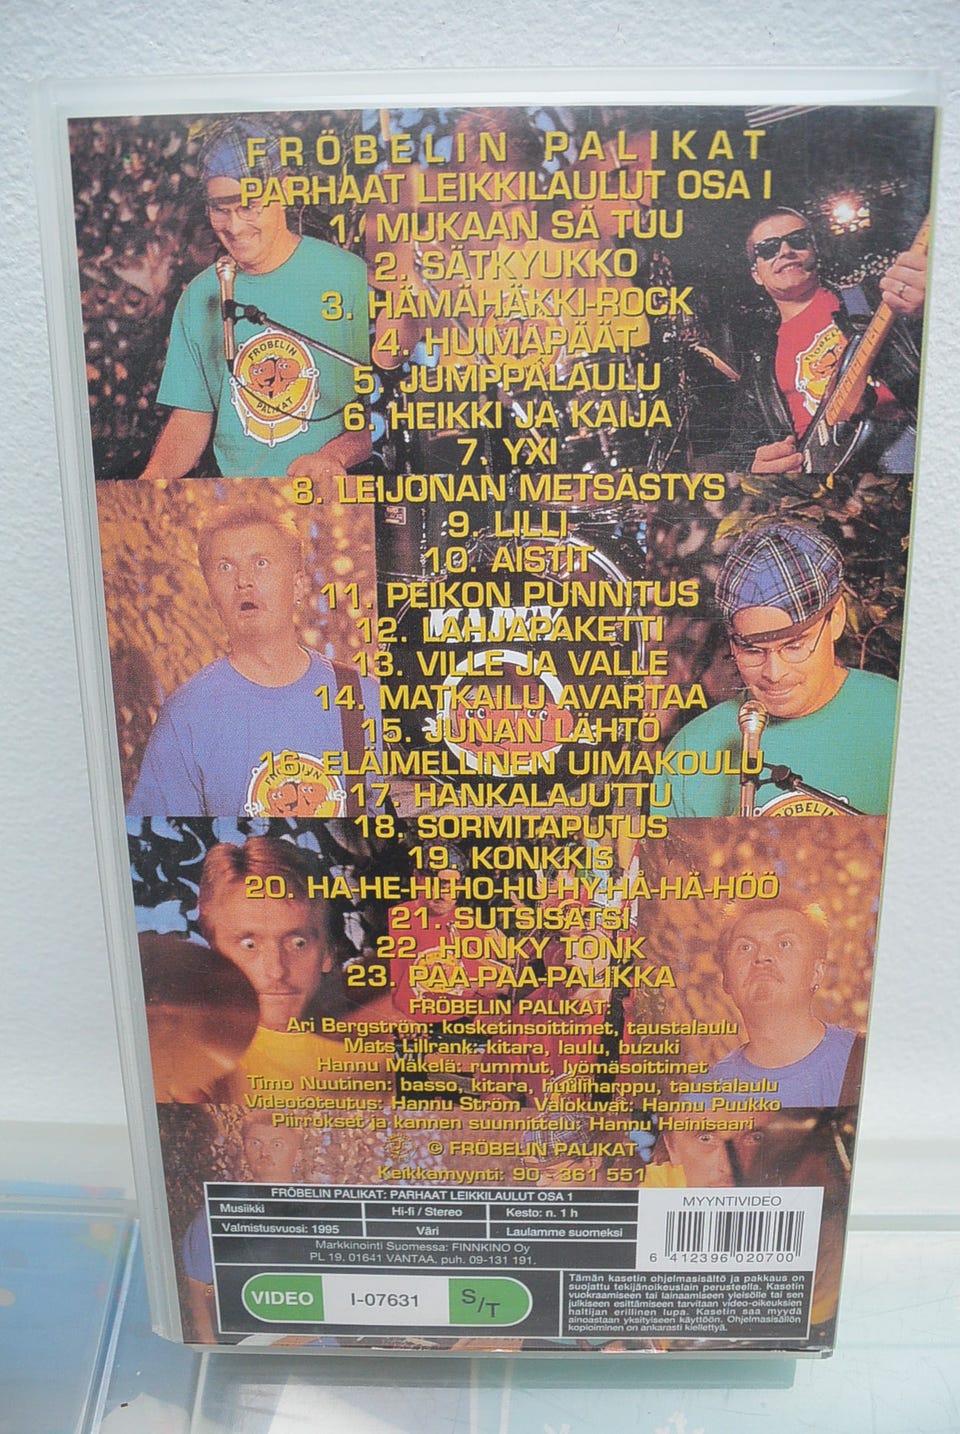 FRÖBELIN PALIKAT
PARHAAT LEIKKILAULUT OSA I
1. MUKAAN SÄ TUU
2. SÄTKYUKKO
3. HÄMÄHÄKKI-ROCK
4. HUIMAPÄÄT
5. JUMPPALAULU
6. HEIKKI JA KAIJA
7. YXI
8. LEIJONAN METSÄSTYS
9. LILLI
10. AISTIT
11. PEIKON PUNNITUS
12. LAHJAPAKETTI
13. VILLE JA VALLE
14. MATKAILU AVARTAA
15. JUNAN LÄHTÖ
16. ELÄIMELLINEN UIMAKOULU
17. HANKALAJUTTU
18. SORMITAPUTUS
19. KONKKIS
20. HA-HE-HI-HO-HU-HY-HÅ-HÄ-HÖÖ
21. SUTSISATSI
22. HONKY TONK
23. PAA-PAA-PALIKKA
FRÖBELIN PALIKAT:
Ari Bergström: kosketinsoittimet, taustalaulu
Mats Lillrank: kitara, laulu, buzuki
Hannu Mäkelä: rummut, lyömäsoittimet
Timo Nuutinen: basso, kitara, huuliharppu, taustalaulu
Videototeutus: Hannu Ström Valokuvat: Hannu Puukko
Piirrokset ja kannen suunnittelu: Hannu Heinisaari
© FRÖBELIN PALIKAT
Keikkamyynti: 90 - 361 551
FRÖBELIN PALIKAT: PARHAAT LEIKKILAULUT OSA 1
Musiikki Hi-fi / Stereo Kesto: n. 1 h
Valmistusvuosi: 1995 Väri Laulamme suomeksi
Markkinointi Suomessa: FINNKINO Oy
PL 19. 01641 VANTAA. puh. 09-131 191.
MYYNTIVIDEO
6 412396 020700
VIDEO I-07631 S/T
Tämän kasetin ohjelmasisältö ja pakkaus on
suojattu tekijänoikeuslain perusteella. Kasetin
vuokraamiseen tai lainaamiseen yleisölle tai sen
julkiseen esittämiseen tarvitaan video-oikeuksien
haltijan erillinen lupa. Kasetin saa myydä
ainoastaan yksityiseen käyttöön. Ohjelmasisällön
kopioiminen on ankarasti kiellettyä.
FRÖBELIN
PALIKAT
FRÖBELIN